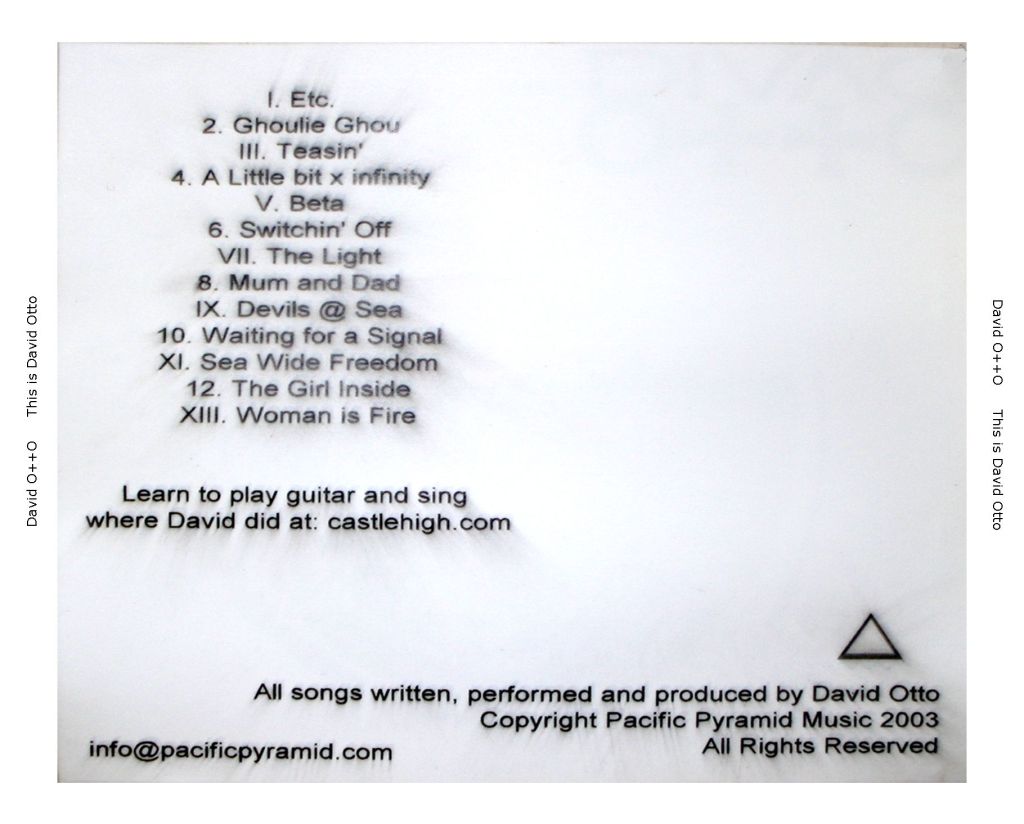 I. Etc.
2. Ghoulie Ghou
III. Teasin'
4. A Little bit x infinity
V. Beta
6. Switchin' Off
VII. The Light
8. Mum and Dad
IX. Devils @ Sea
10. Waiting for a Signal
XI. Sea Wide Freedom
12. The Girl Inside
XIII. Woman is Fire
Learn to play guitar and sing
where David did at: castlehigh.com
All songs written, performed and produced by David Otto
Copyright Pacific Pyramid Music 2003
All Rights Reserved
info@pacificpyramid.com
David O++O This is David Otto
David O++O This is David Otto